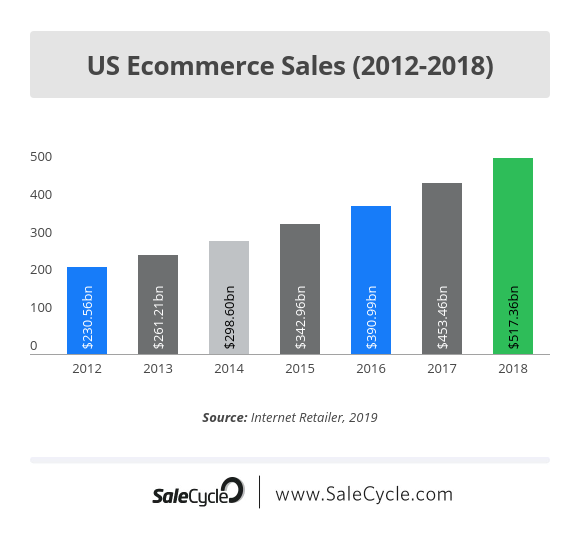 US Ecommerce Sales (2012-2018)
500
400
300
200
100
0
$230.56bn
$261.21bn
$298.60bn
$342.96bn
$390.99bn
$453.46bn
$517.36bn
2012 2013 2014 2015 2016 2017 2018
Source: Internet Retailer, 2019
SaleCycle www.SaleCycle.com